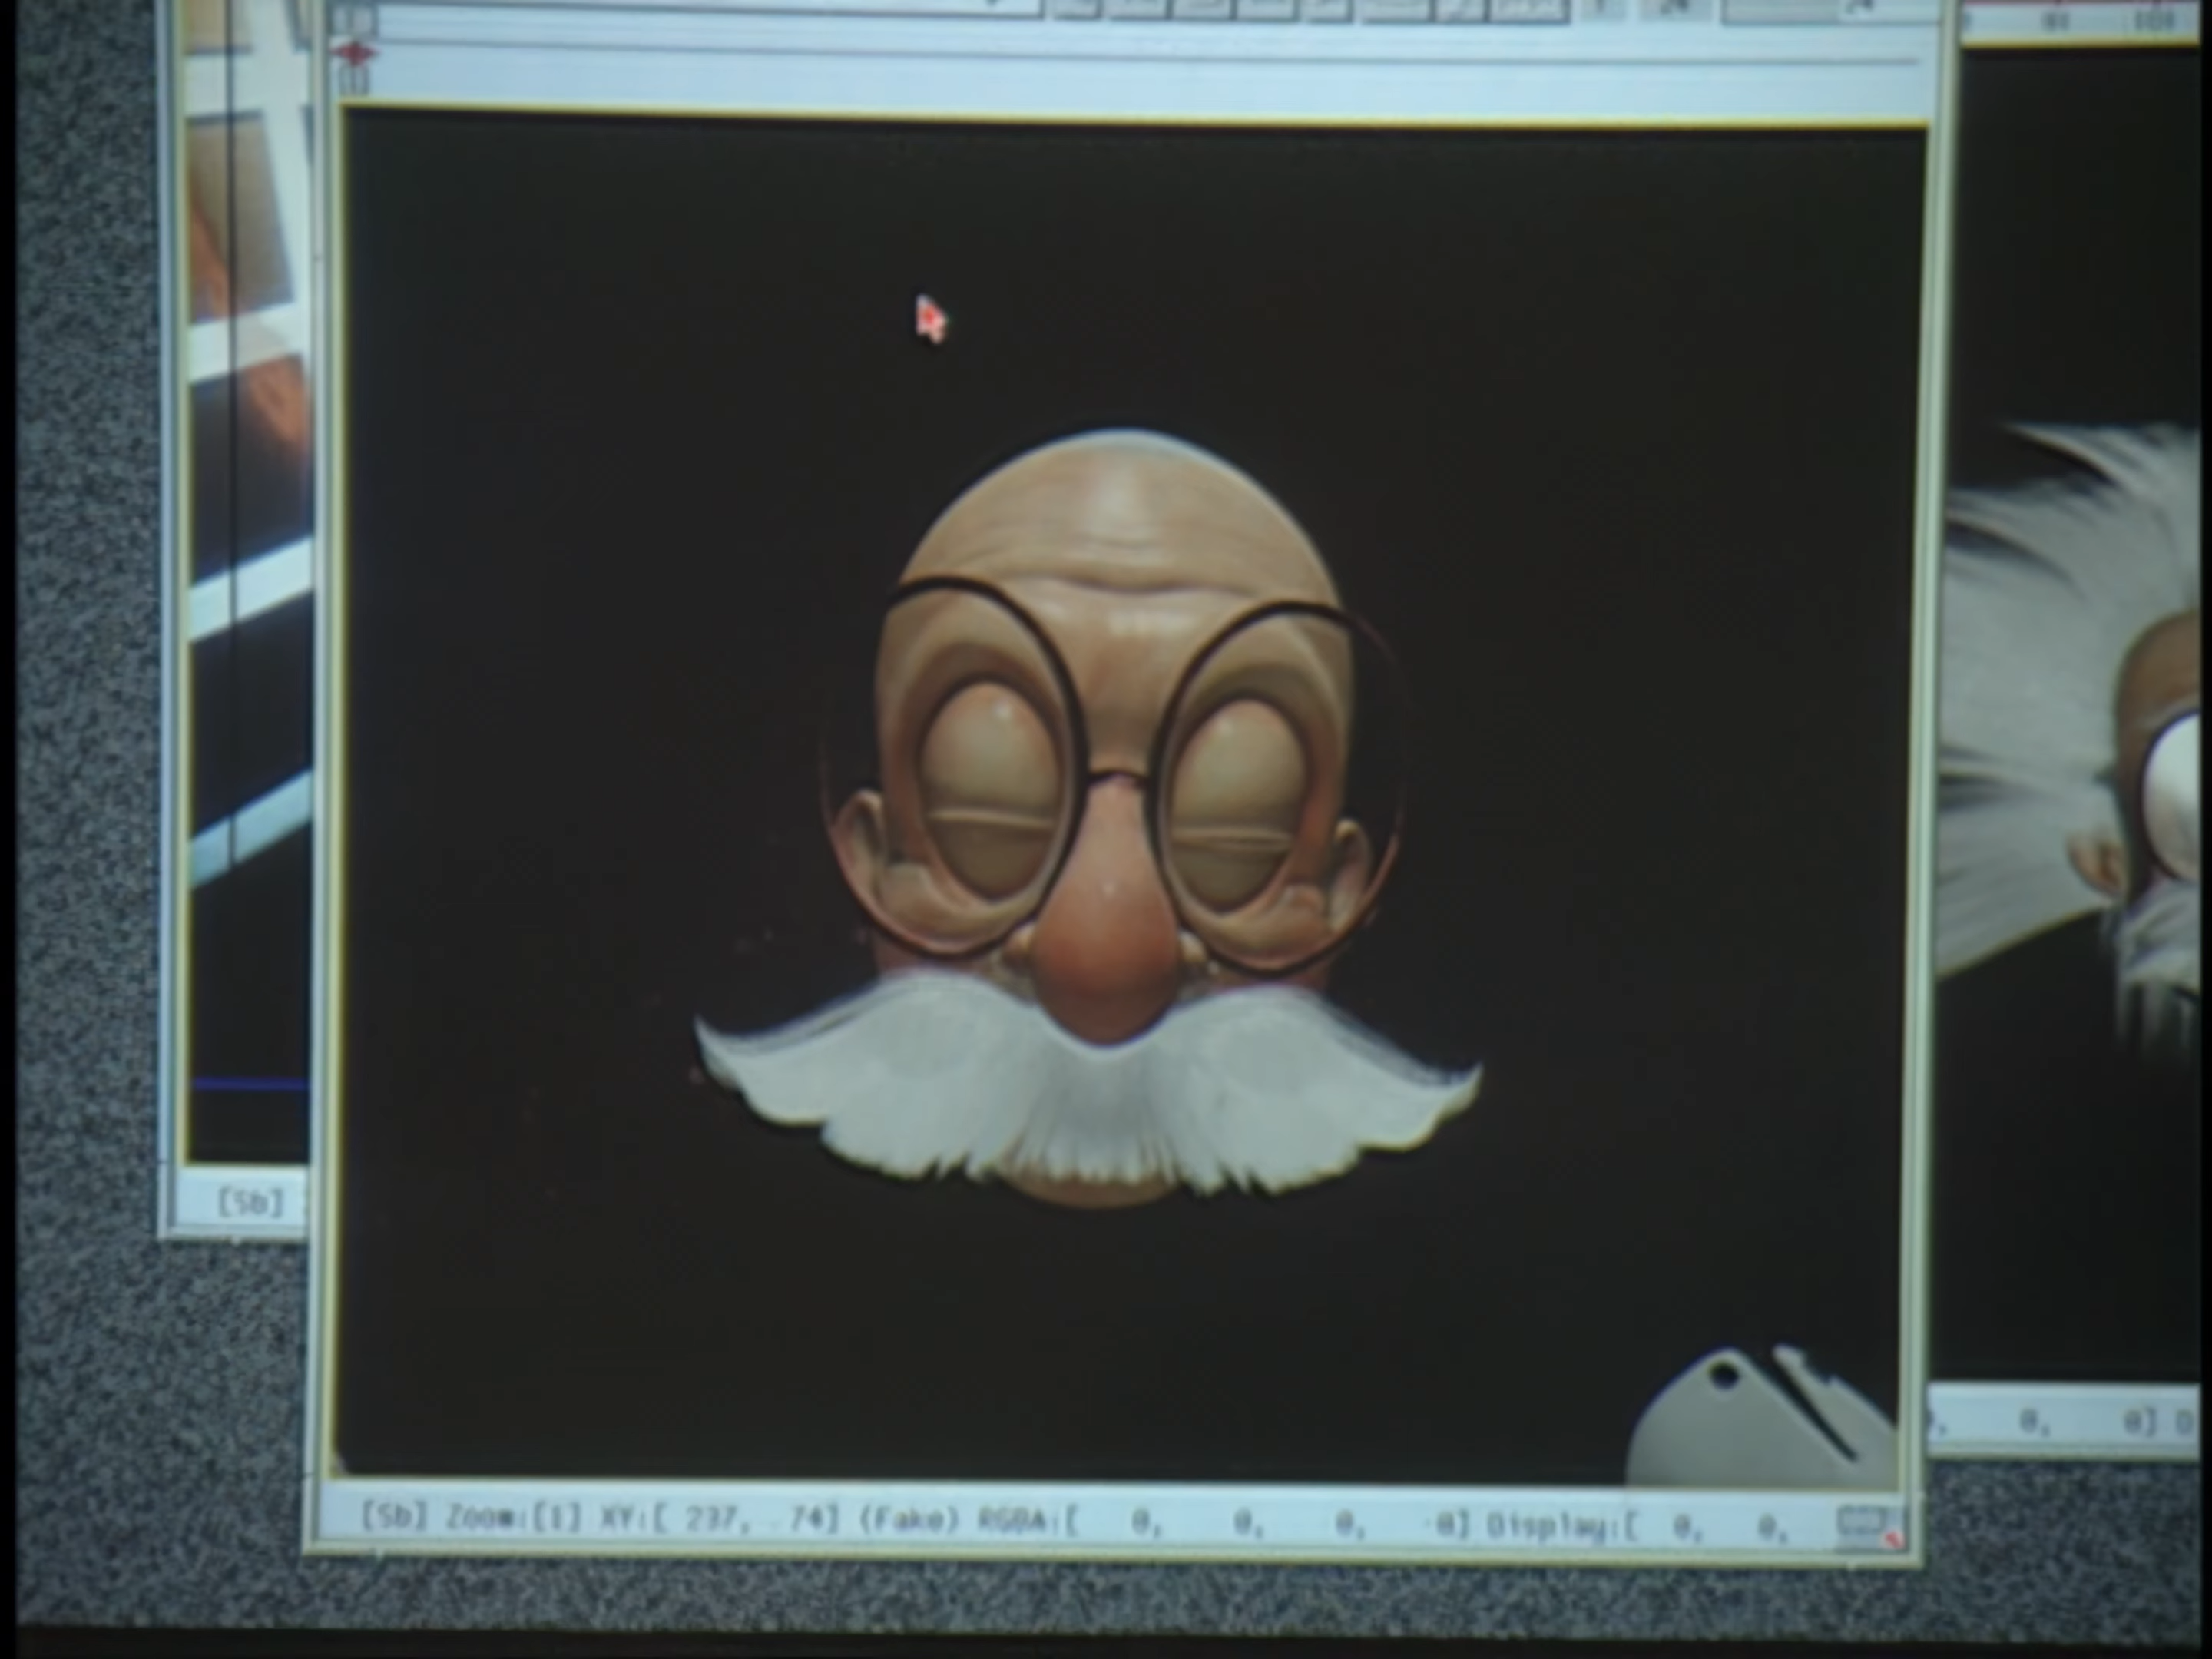 [Sb]
0, 0] D
[Sb] Zoom:[1] XY:[ 237, 74] (Fake) RGBA:[ 0, 0, 0, 0] Display:[ 0, 0,